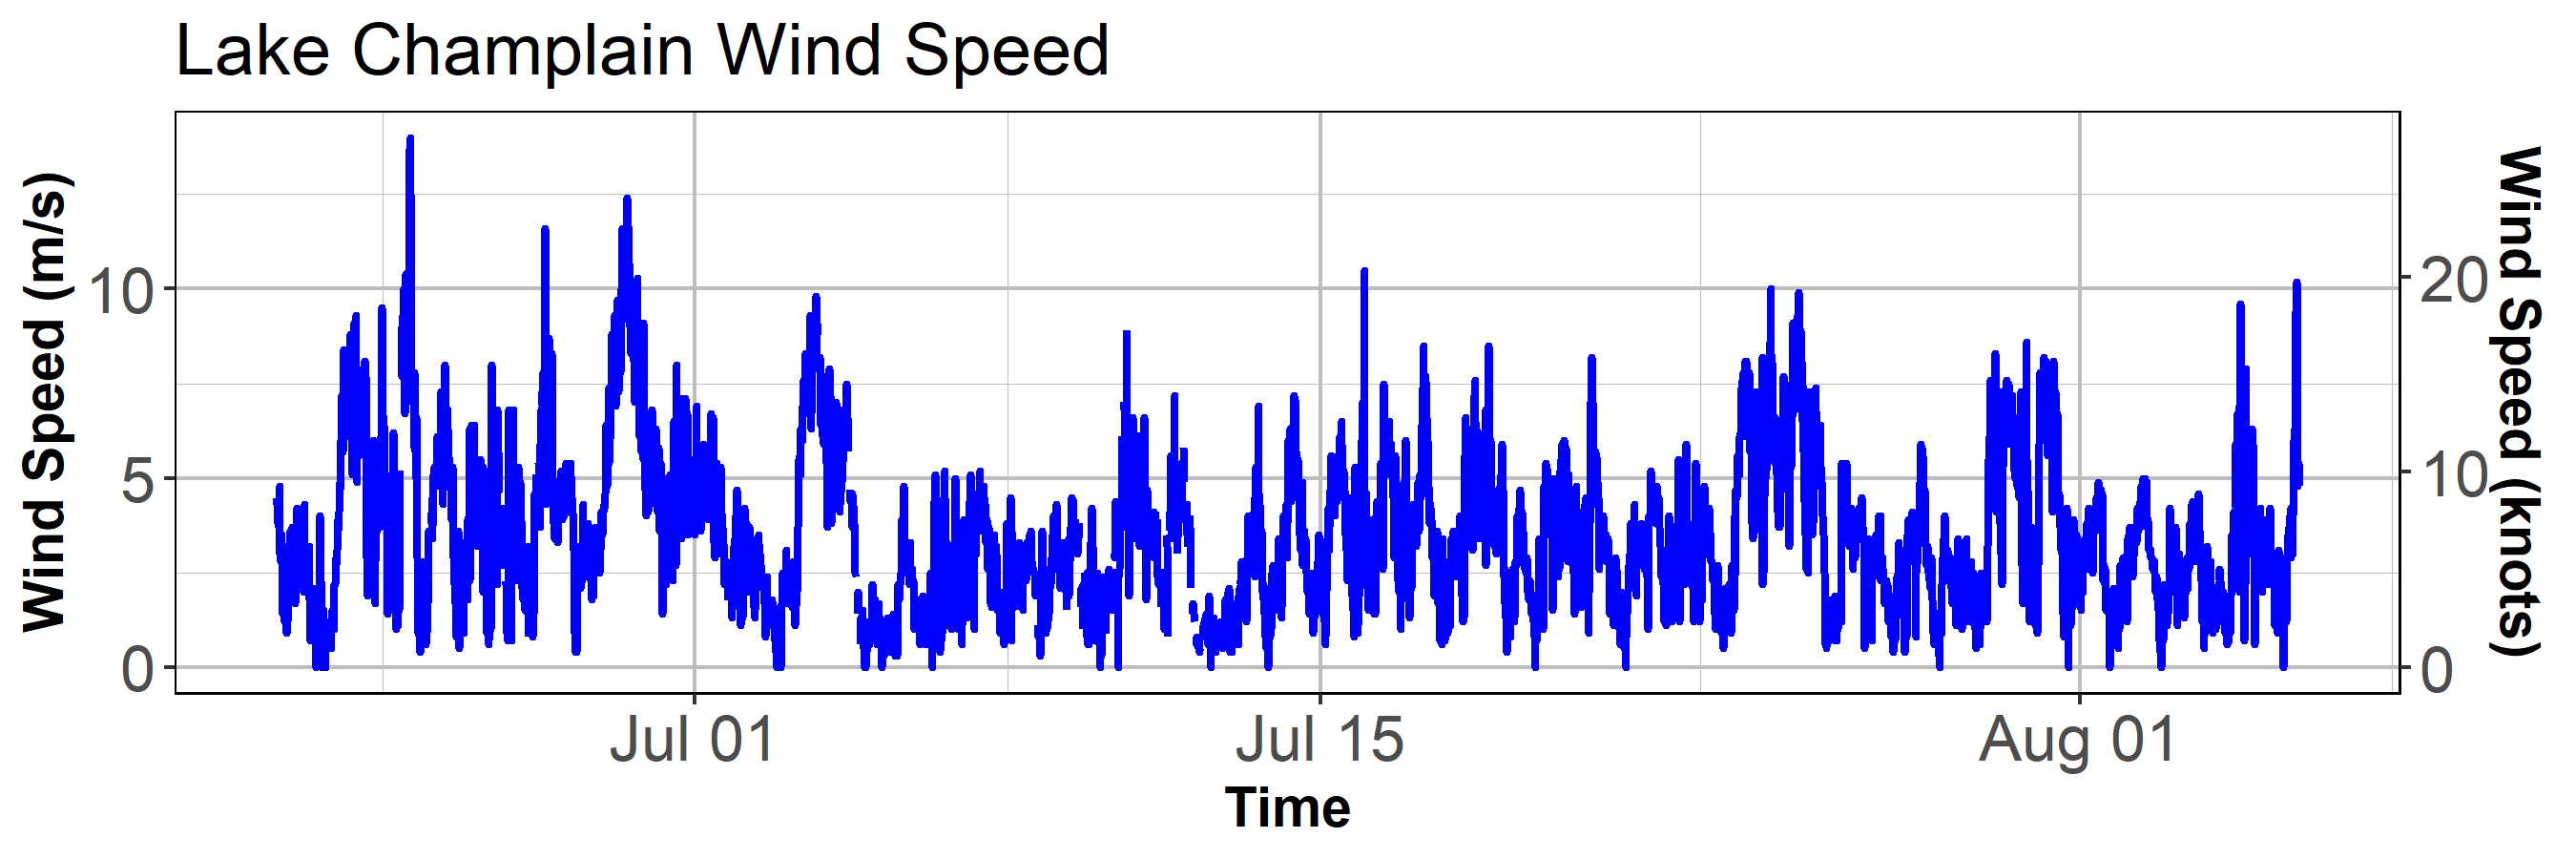 Lake Champlain Wind Speed
Wind Speed (m/s)
10
5
0
20
10
0
Wind Speed (knots)
Jul 01
Jul 15
Aug 01
Time